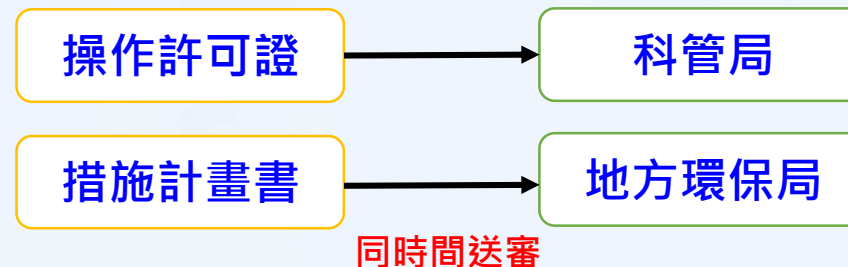 操作許可證
科管局
措施計畫書
地方環保局
同時間送審